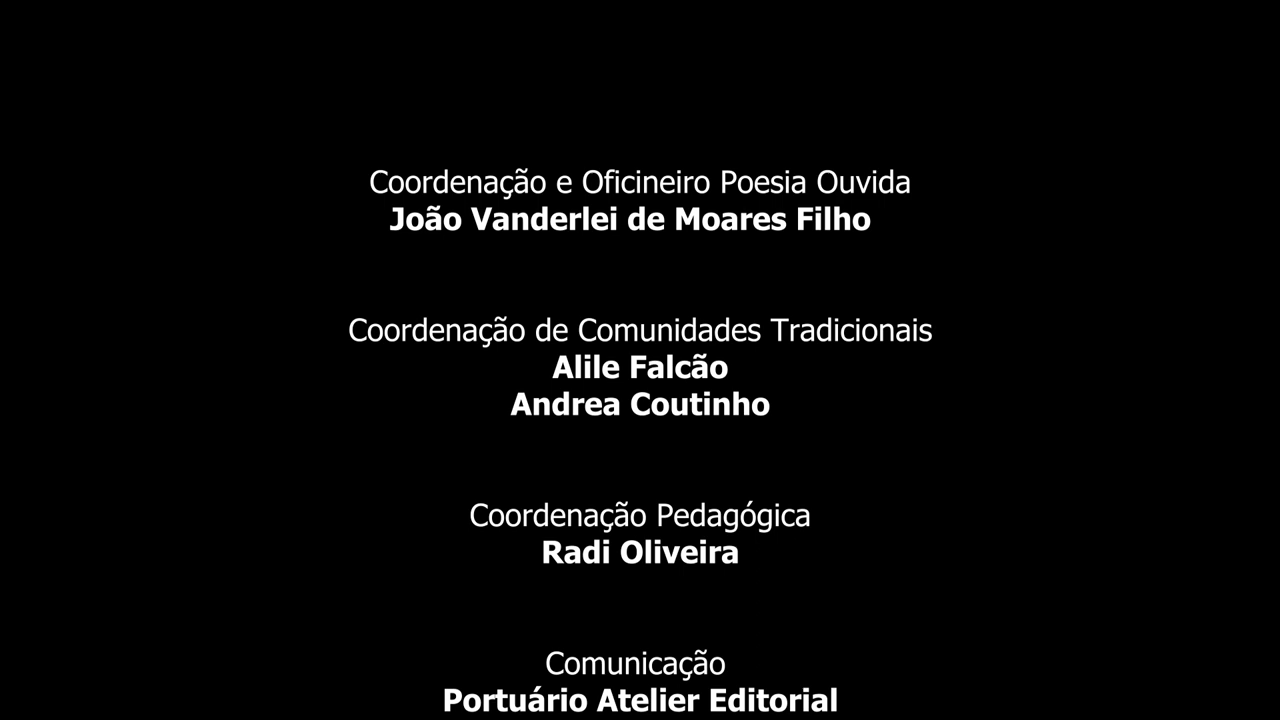 Coordenação e Oficineiro Poesia Ouvida
João Vanderlei de Moares Filho
Coordenação de Comunidades Tradicionais
Alile Falcão
Andrea Coutinho
Coordenação Pedagógica
Radi Oliveira
Comunicação
Portuário Atelier Editorial